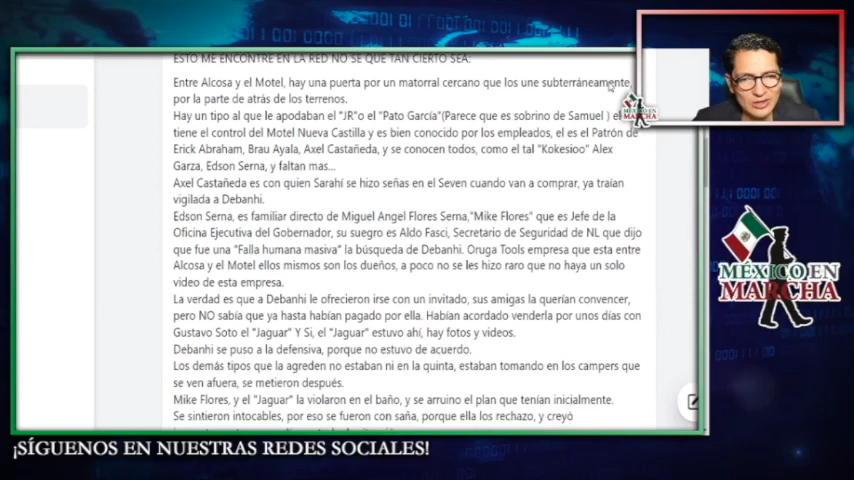 ESTO ME ENCONTRE EN LA RED NO SE QUE TAN CIERTO SEA:
Entre Alcosa y el Motel, hay una puerta por un matorral cercano que los une subterráneamente,
por la parte de atrás de los terrenos.
Hay un tipo al que le apodaban el "JR"o el "Pato García"(Parece que es sobrino de Samuel ) el
tiene el control del Motel Nueva Castilla y es bien conocido por los empleados, el es el Patrón de
Erick Abraham, Brau Ayala, Axel Castañeda, y se conocen todos, como el tal "Kokesioo" Alex
Garza, Edson Serna, y faltan mas...
Axel Castañeda es con quien Sarahí se hizo señas en el Seven cuando van a comprar, ya traían
vigilada a Debanhi.
Edson Serna, es familiar directo de Miguel Angel Flores Serna,"Mike Flores" que es Jefe de la
Oficina Ejecutiva del Gobernador, su suegro es Aldo Fasci, Secretario de Seguridad de NL que dijo
que fue una "Falla humana masiva" la búsqueda de Debanhi. Oruga Tools empresa que esta entre
Alcosa y el Motel ellos mismos son los dueños, a poco no se les hizo raro que no haya un solo
video de esta empresa.
La verdad es que a Debanhi le ofrecieron irse con un invitado, sus amigas la querían convencer,
pero NO sabía que ya hasta habían pagado por ella. Habían acordado venderla por unos días con
Gustavo Soto el "Jaguar" Y Si, el "Jaguar" estuvo ahí, hay fotos y videos.
Debanhi se puso a la defensiva, porque no estuvo de acuerdo.
Los demás tipos que la agreden no estaban ni en la quinta, estaban tomando en los campers que
se ven afuera, se metieron después.
Mike Flores, y el "Jaguar" la violaron en el baño, y se arruino el plan que tenían inicialmente.
Se sintieron intocables, por eso se fueron con saña, porque ella los rechazo, y creyó
MÉXICO EN
MARCHA
MÉXICO EN
MARCHA
¡SÍGUENOS EN NUESTRAS REDES SOCIALES!